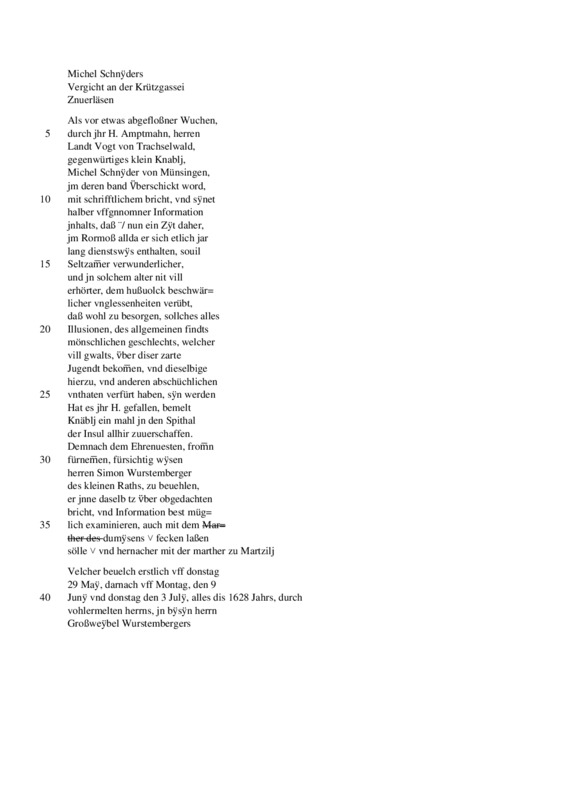 Michel Schnÿders
Vergicht an der Krützgassei
Znuerläsen
Als vor etwas abgefloßner Wuchen,
5 durch jhr H. Amptmahn, herren
Landt Vogt von Trachselwald,
gegenwürtiges klein Knablj,
Michel Schnÿder von Münsingen,
jm deren band V̈berschickt word,
10 mit schrifftlichem bricht, vnd sÿnet
halber vffgnnomner Information
jnhalts, daß ¨/ nun ein Zÿt daher,
jm Rormoß allda er sich etlich jar
lang dienstswÿs enthalten, souil
15 Seltzam̄er verwunderlicher,
und jn solchem alter nit vill
erhörter, dem hußuolck beschwär=
licher vnglessenheiten verübt,
daß wohl zu besorgen, sollches alles
20 Illusionen, des allgemeinen findts
mönschlichen geschlechts, welcher
vill gwalts, v̈ber diser zarte
Jugendt bekom̄en, vnd dieselbige
hierzu, vnd anderen abschüchlichen
25 vnthaten verfürt haben, sÿn werden
Hat es jhr H. gefallen, bemelt
Knäblj ein mahl jn den Spithal
der Insul allhir zuuerschaffen.
Demnach dem Ehrenuesten, from̄n
30 fürnem̄en, fürsichtig wÿsen
herren Simon Wurstemberger
des kleinen Raths, zu beuehlen,
er jnne daselb tz v̈ber obgedachten
bricht, vnd Information best müg=
35 lich examinieren, auch mit dem Mar=
ther des dumÿsens ˅ fecken laßen
sölle ˅ vnd hernacher mit der marther zu Martzilj
Velcher beuelch erstlich vff donstag
29 Maÿ, darnach vff Montag, den 9
40 Junÿ vnd donstag den 3 Julÿ, alles dis 1628 Jahrs, durch
vohlermelten herrns, jn bÿsÿn herrn
Großweÿbel Wurstembergers